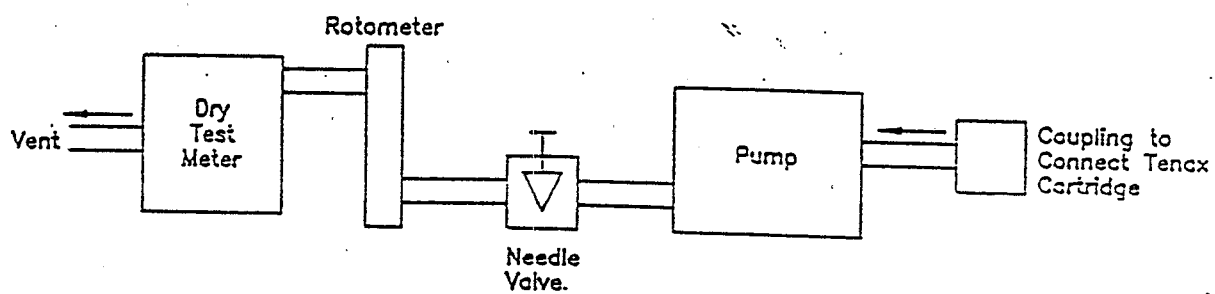 Rotometer
Vent
Dry
Test
Meter
Pump
Coupling to
Connect Tenax
Cartridge
Needle
Valve.